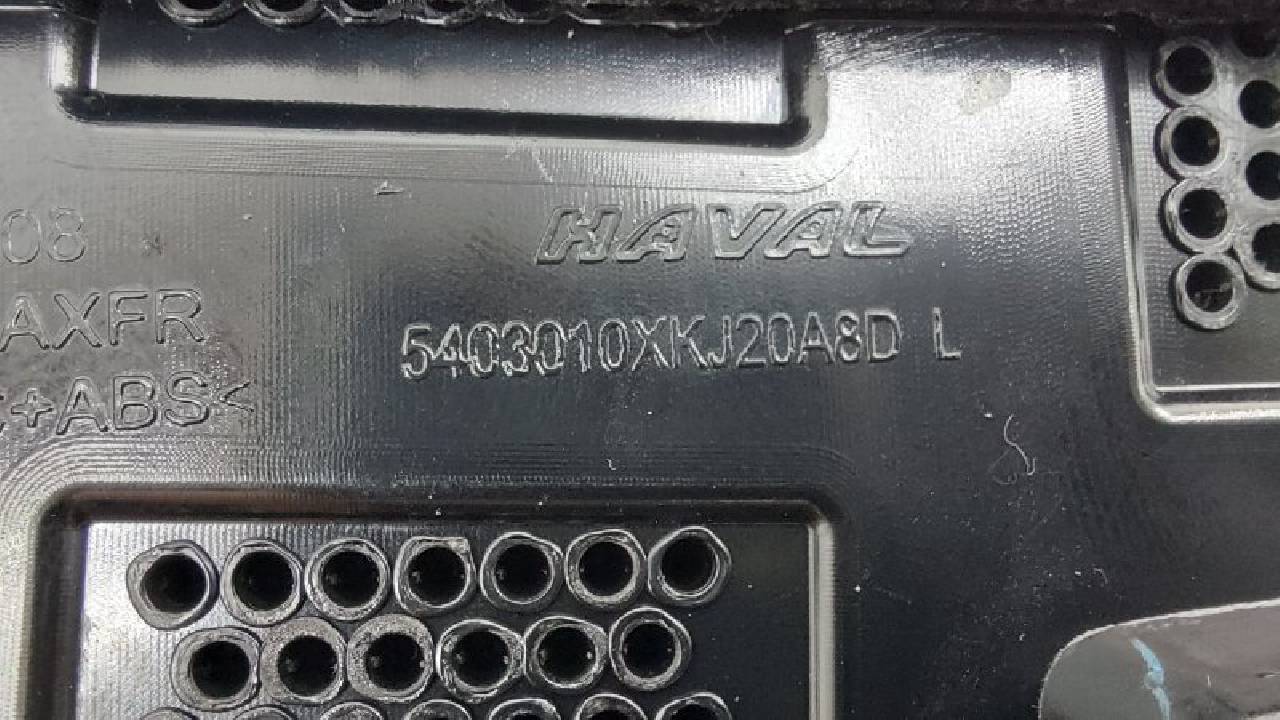 HAVAL
08
AXFR
5403010XKJ20A8D L
+ABS<